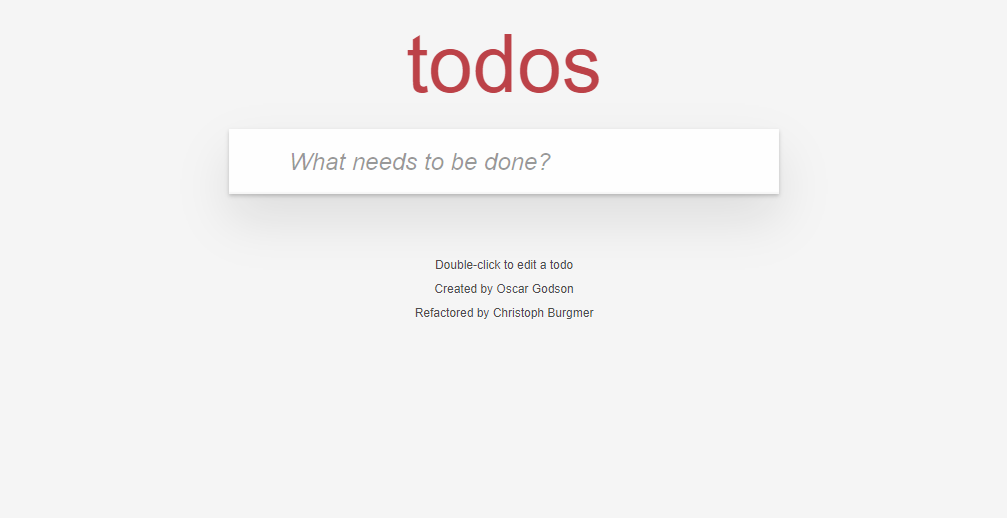 todos
What needs to be done?
Double-click to edit a todo
Created by Oscar Godson
Refactored by Christoph Burgmer